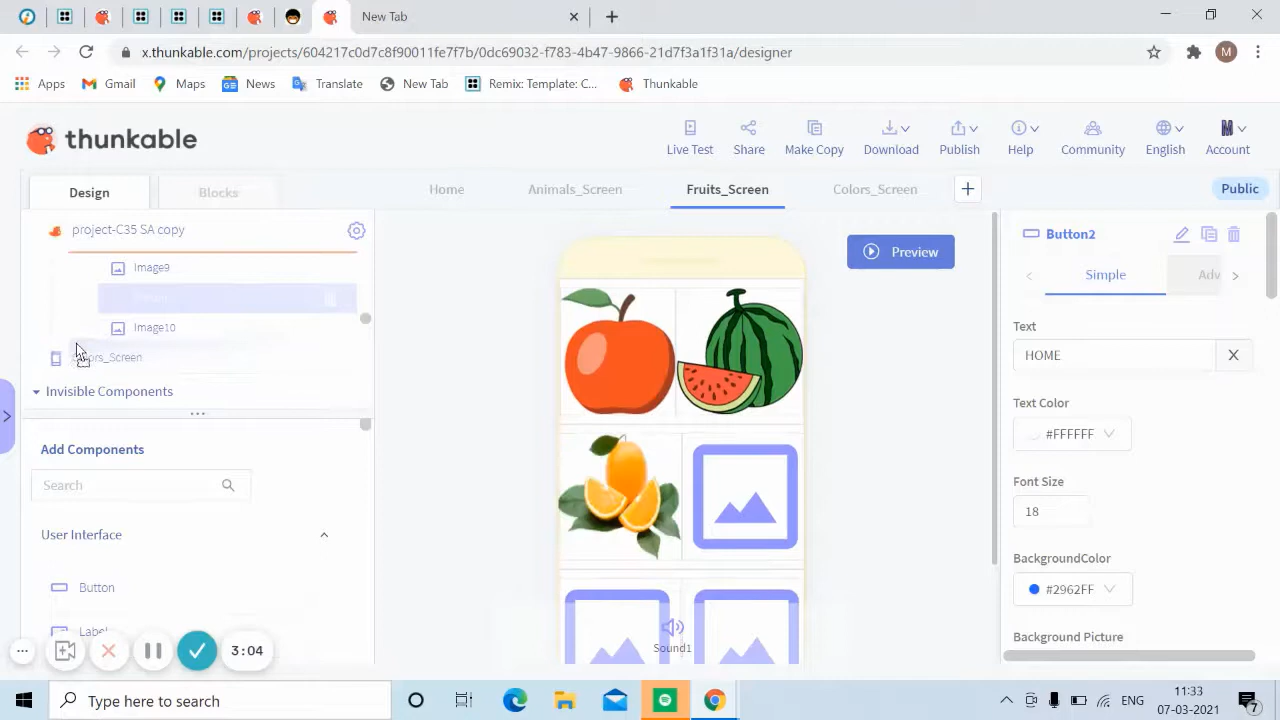 New Tab
x.thunkable.com/projects/604217c0d7c8f90011fe7f7b/0dc69032-f783-4b47-9866-21d7f3a1f31a/designer
M
Apps Gmail Maps News Translate New Tab Remix: Template: C... Thunkable
thunkable
Live Test Share Make Copy Download Publish Help Community English Account
Design Blocks Home Animals_Screen Fruits_Screen Colors_Screen + Public
project-C35 SA copy
Image9
Image10
Colors_Screen
Invisible Components
Add Components
Search
User Interface
Button
Label
Preview
Sound1
Button2
Simple Adv
Text
HOME X
Text Color
#FFFFFF
Font Size
18
BackgroundColor
#2962FF
Background Picture
3:04
Type here to search
ENG
11:33
07-03-2021
7